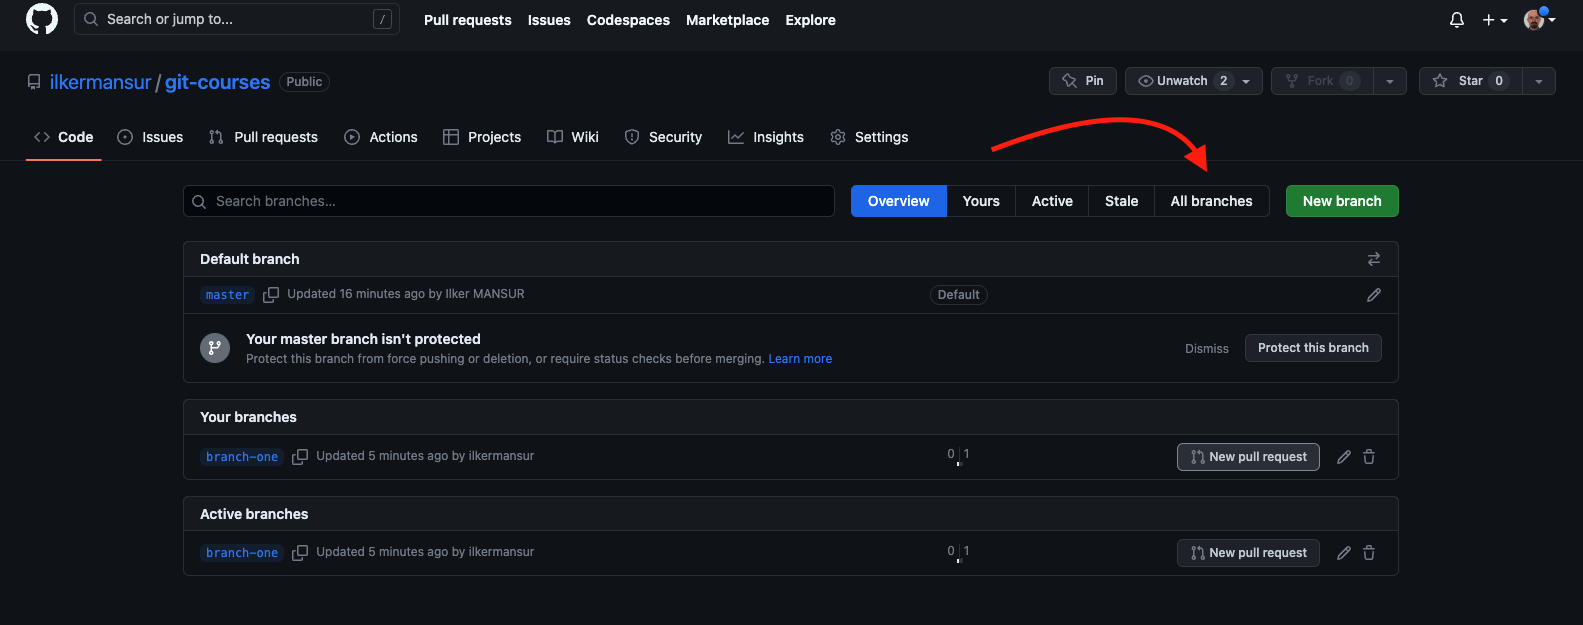 Search or jump to... / Pull requests Issues Codespaces Marketplace Explore
ilkermansur / git-courses Public Pin Unwatch 2 Fork 0 Star 0
Code Issues Pull requests Actions Projects Wiki Security Insights Settings
Search branches... Overview Yours Active Stale All branches New branch
Default branch
master Updated 16 minutes ago by Ilker MANSUR Default
Your master branch isn't protected
Protect this branch from force pushing or deletion, or require status checks before merging. Learn more Dismiss Protect this branch
Your branches
branch-one Updated 5 minutes ago by ilkermansur 0 1 New pull request
Active branches
branch-one Updated 5 minutes ago by ilkermansur 0 1 New pull request